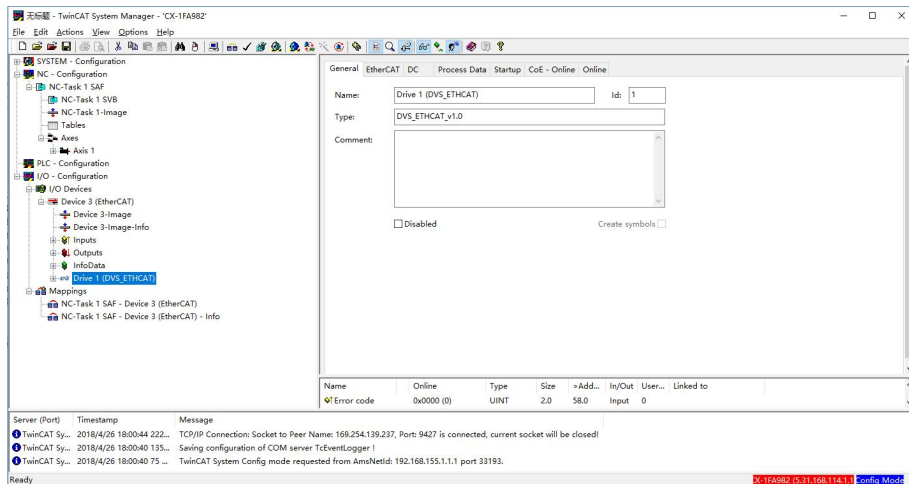 无标题 - TwinCAT System Manager - 'CX-1FA982'
File Edit Actions View Options Help
SYSTEM - Configuration
NC - Configuration
NC-Task 1 SAF
NC-Task 1 SVB
NC-Task 1-Image
Tables
Axes
Axis 1
PLC - Configuration
I/O - Configuration
I/O Devices
Device 3 (EtherCAT)
Device 3-Image
Device 3-Image-Info
Inputs
Outputs
InfoData
Drive 1 (DVS_ETHCAT)
Mappings
NC-Task 1 SAF - Device 3 (EtherCAT)
NC-Task 1 SAF - Device 3 (EtherCAT) - Info
General EtherCAT DC Process Data Startup CoE - Online Online
Name: Drive 1 (DVS_ETHCAT) Id: 1
Type: DVS_ETHCAT_v1.0
Comment:
Disabled Create symbols
Name Online Type Size >Add... In/Out User... Linked to
Error code 0x0000 (0) UINT 2.0 58.0 Input 0
Server (Port) Timestamp Message
TwinCAT Sy... 2018/4/26 18:00:44 222... TCP/IP Connection: Socket to Peer Name: 169.254.139.237, Port: 9427 is connected, current socket will be closed!
TwinCAT Sy... 2018/4/26 18:00:40 135... Saving configuration of COM server TcEventLogger !
TwinCAT Sy... 2018/4/26 18:00:40 75 ... TwinCAT System Config mode requested from AmsNetId: 192.168.155.1.1.1 port 33193.
Ready CX-1FA982 (5.31.168.114.1.1 Config Mode